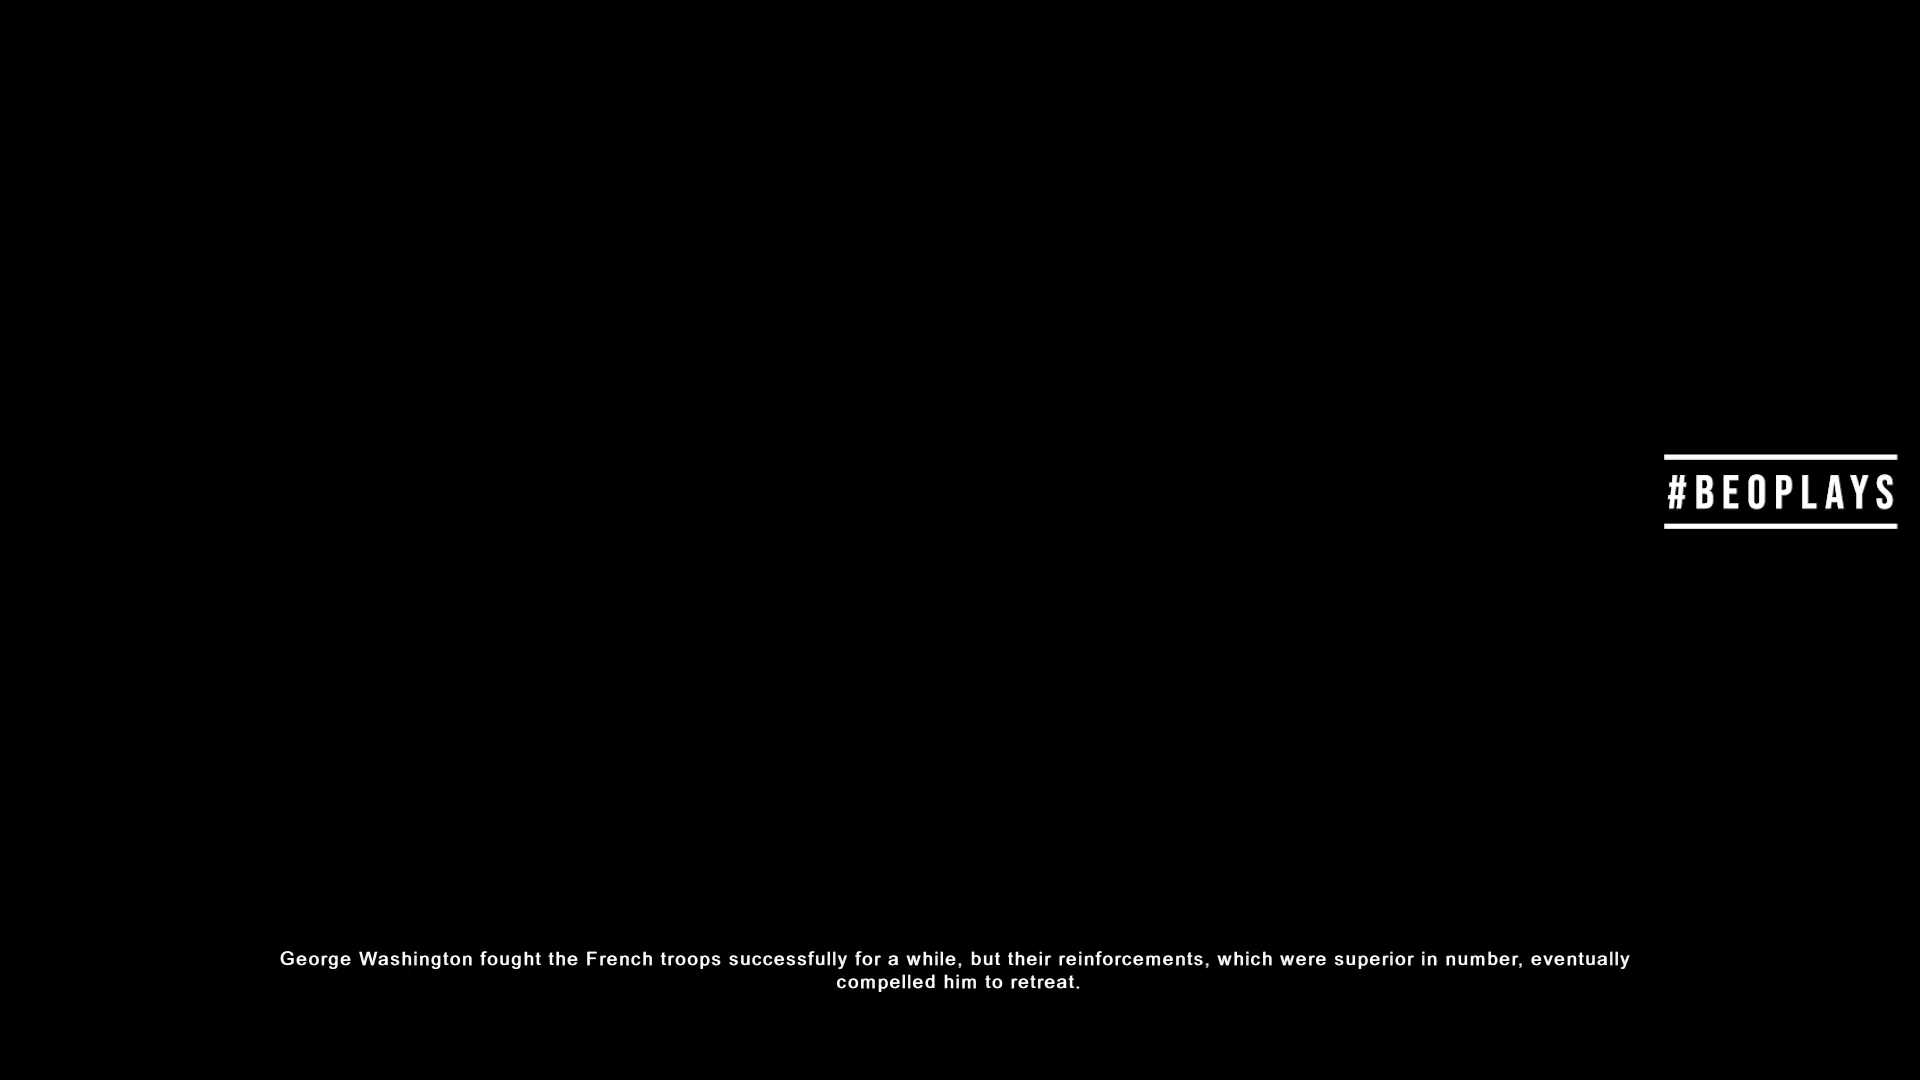 #BEOPLAYS
George Washington fought the French troops successfully for a while, but their reinforcements, which were superior in number, eventually
compelled him to retreat.